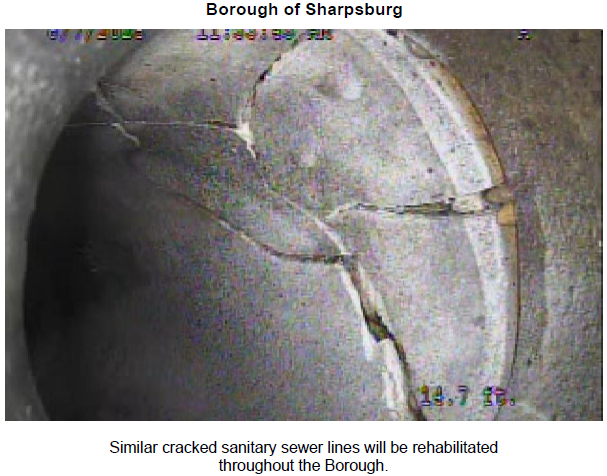 Borough of Sharpsburg
14.7 ft.
Similar cracked sanitary sewer lines will be rehabilitated
throughout the Borough.